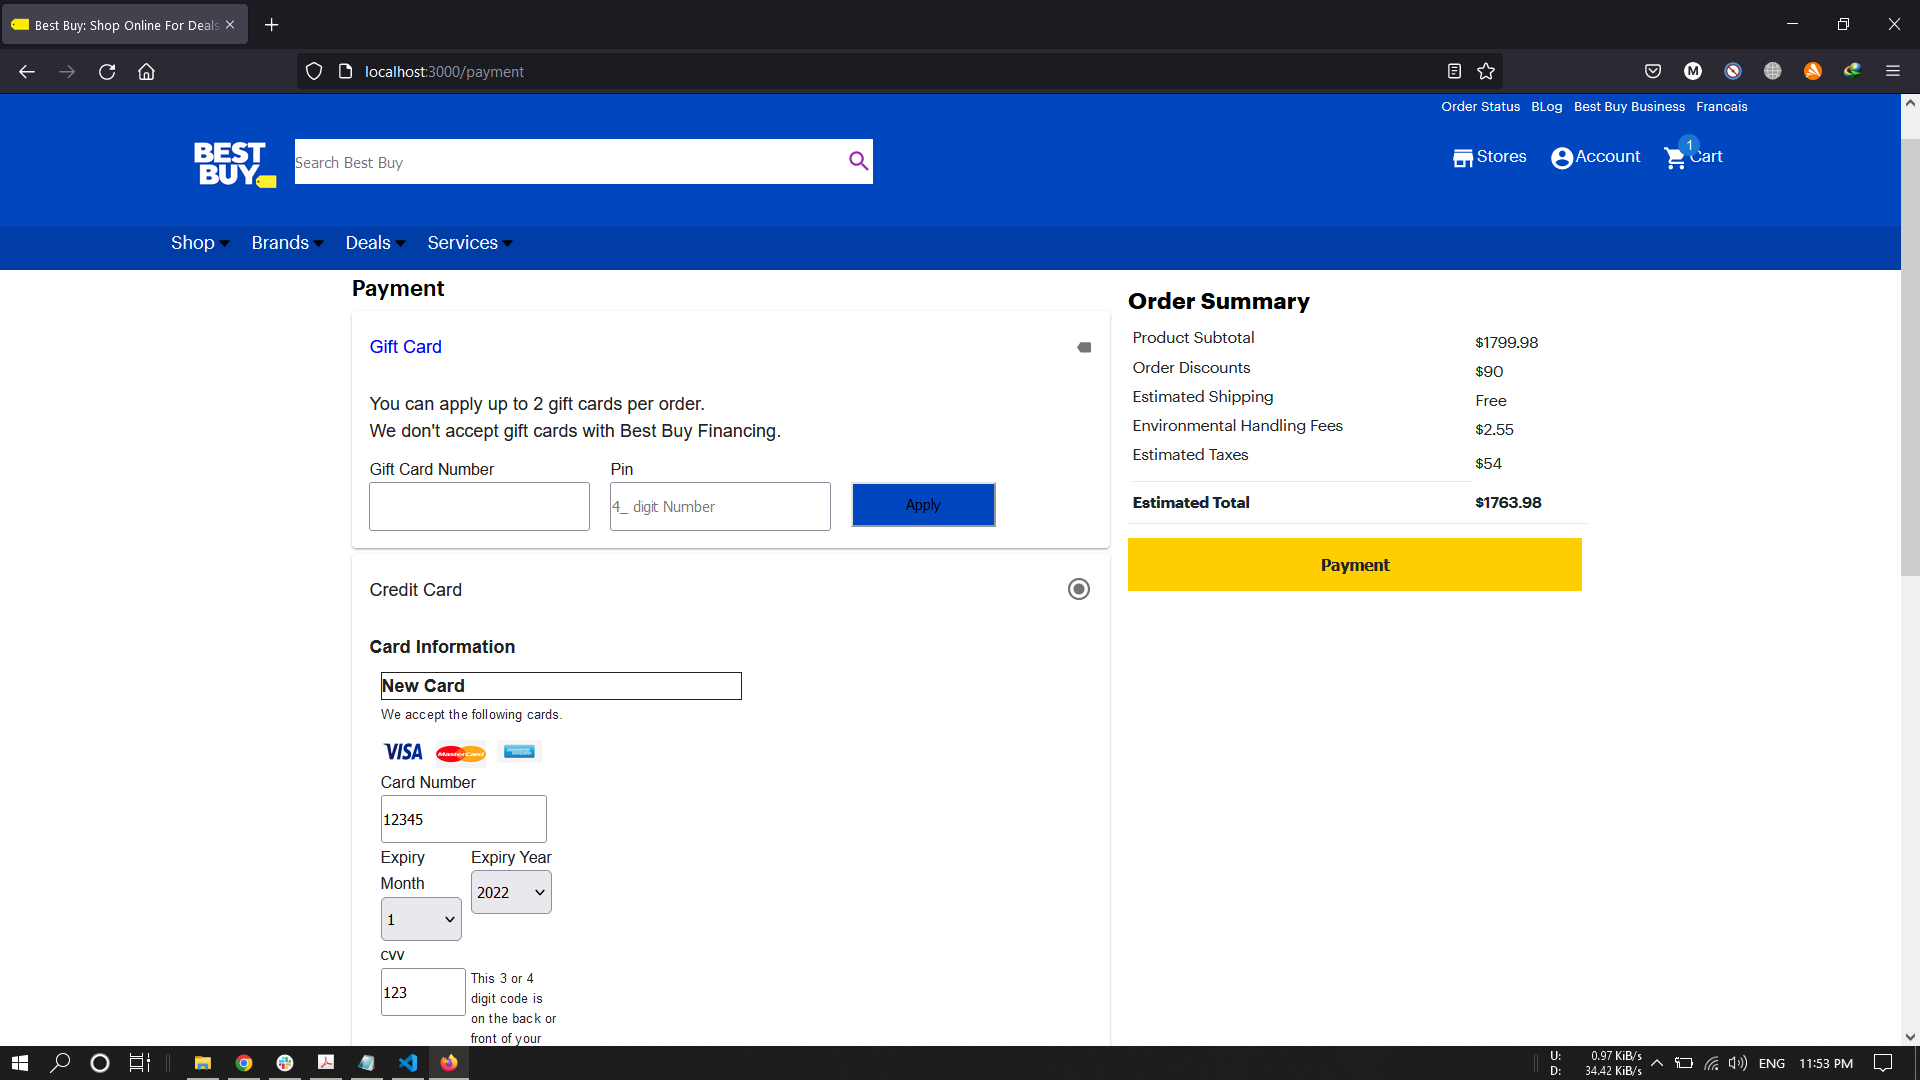 Best Buy: Shop Online For Deals
localhost:3000/payment
M
Order Status BLog Best Buy Business Francais
BEST
BUY
Search Best Buy
Stores Account 1 Cart
Shop Brands Deals Services
Payment
Gift Card
You can apply up to 2 gift cards per order.
We don't accept gift cards with Best Buy Financing.
Gift Card Number Pin
4_ digit Number
Apply
Credit Card
Card Information
New Card
We accept the following cards.
VISA MasterCard
Card Number
12345
Expiry
Month
Expiry Year
1
2022
cvv
123
This 3 or 4
digit code is
on the back or
front of your
Order Summary
Product Subtotal $1799.98
Order Discounts $90
Estimated Shipping Free
Environmental Handling Fees $2.55
Estimated Taxes $54
Estimated Total $1763.98
Payment
U: 0.97 KiB/s
D: 34.42 KiB/s
ENG 11:53 PM